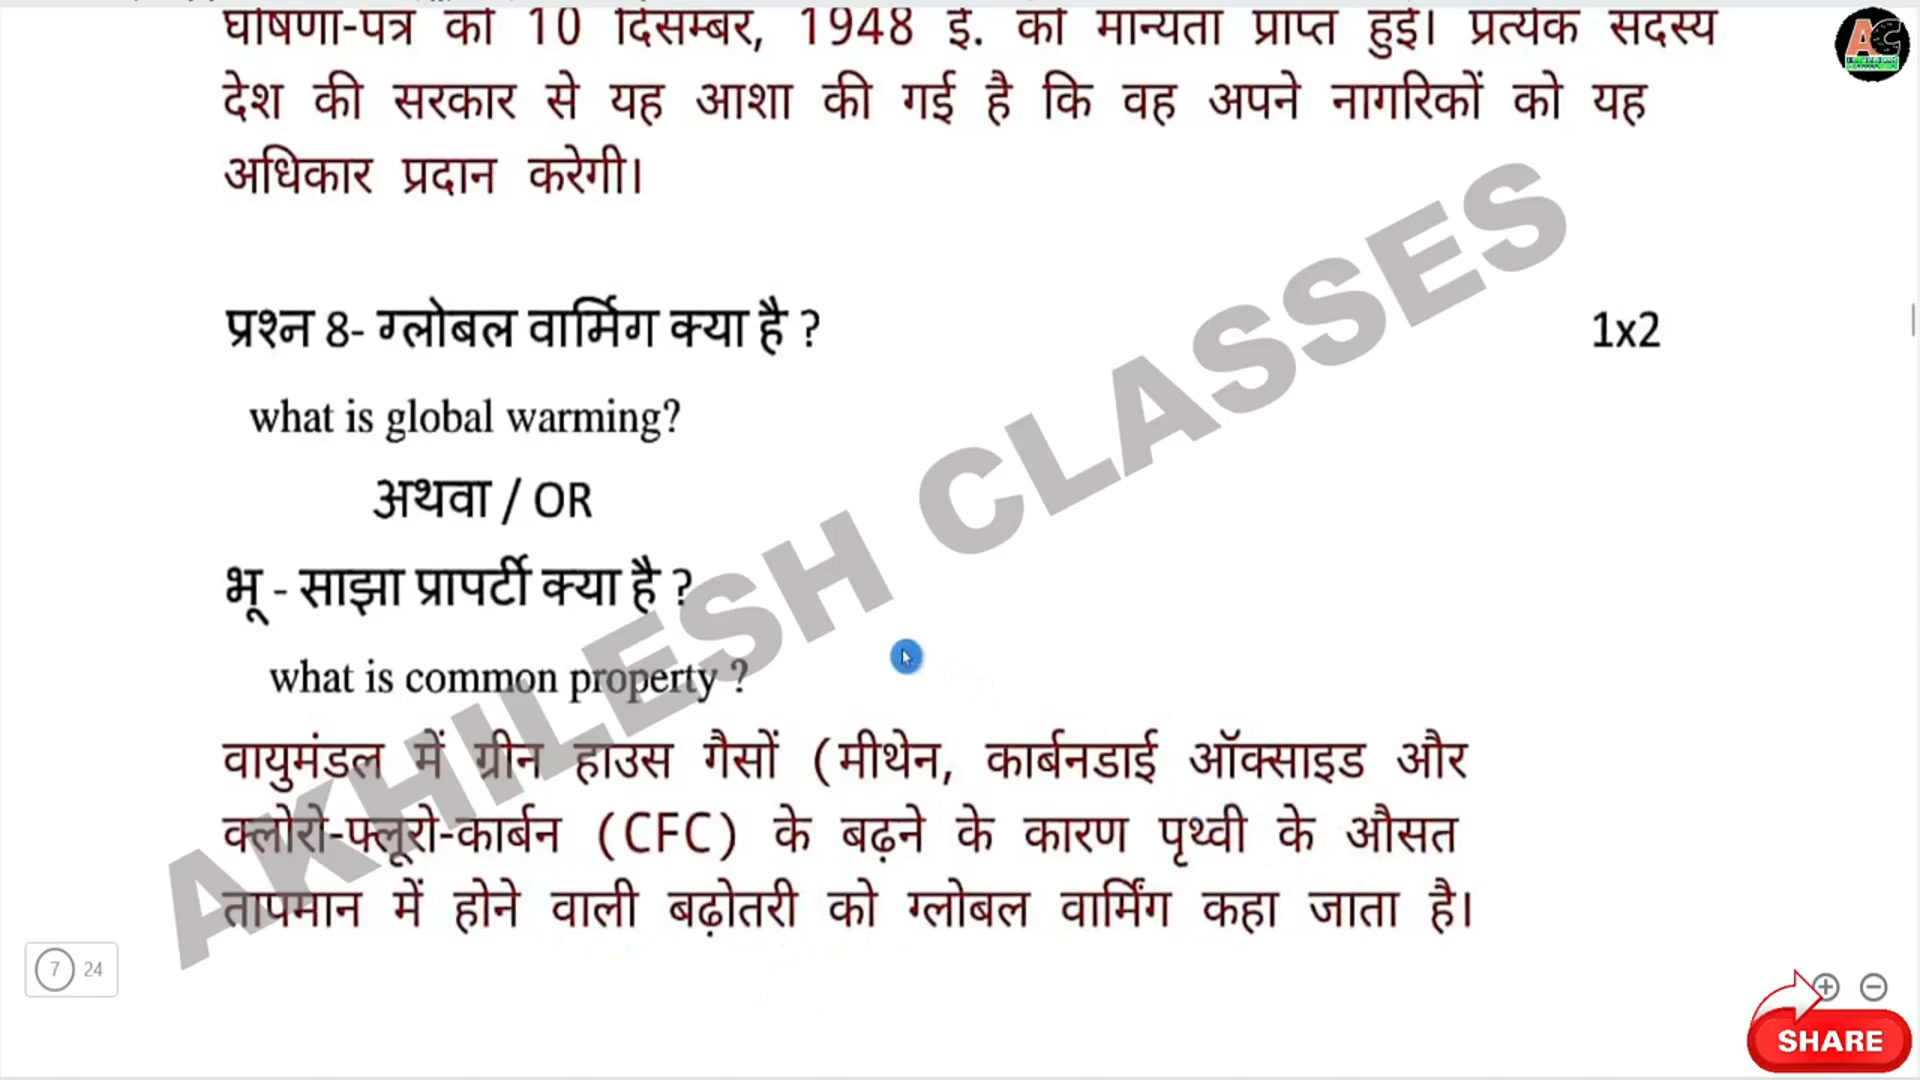 घोषणा-पत्र को 10 दिसम्बर, 1948 ई. को मान्यता प्राप्त हुई। प्रत्येक सदस्य
देश की सरकार से यह आशा की गई है कि वह अपने नागरिकों को यह
अधिकार प्रदान करेगी।
प्रश्न 8- ग्लोबल वार्मिग क्या है ? 1x2
what is global warming?
अथवा / OR
भू - साझा प्रापर्टी क्या है ?
what is common property ?
वायुमंडल में ग्रीन हाउस गैसों (मीथेन, कार्बनडाई ऑक्साइड और
क्लोरो-फ्लूरो-कार्बन (CFC) के बढ़ने के कारण पृथ्वी के औसत
तापमान में होने वाली बढ़ोतरी को ग्लोबल वार्मिंग कहा जाता है।
AKHILESH CLASSES
7 24
AC
SHARE